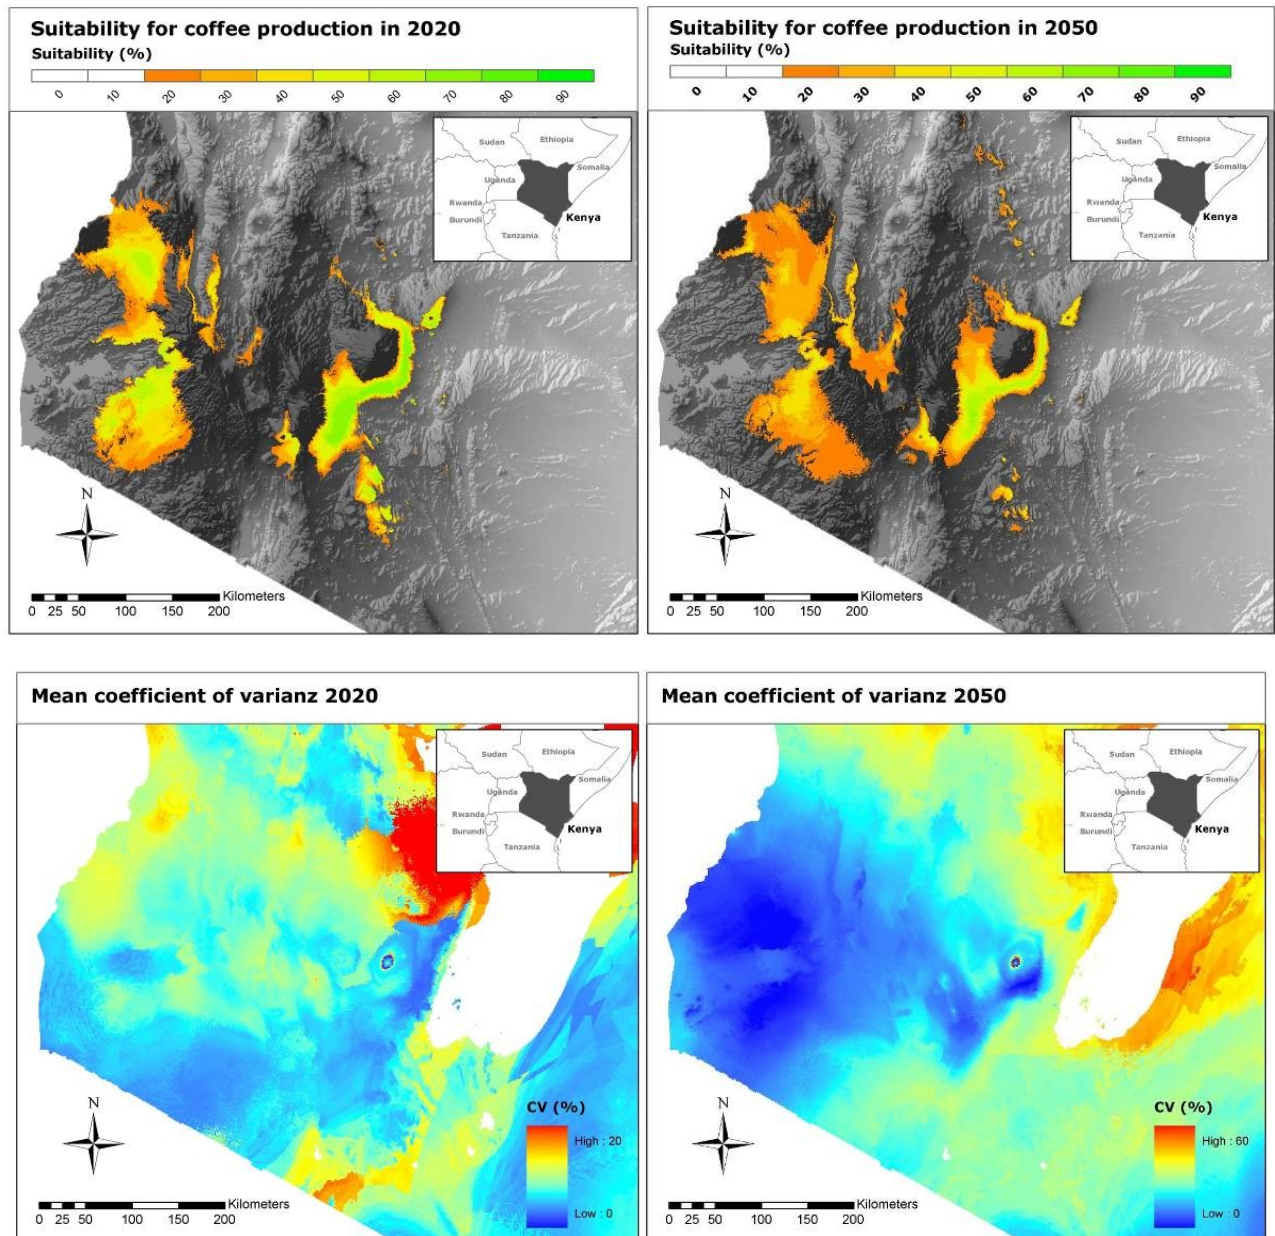 Suitability for coffee production in 2020
Suitability (%)
0 10 20 30 40 50 60 70 80 90
Sudan
Ethiopia
Somalia
Uganda
Rwanda
Burundi
Kenya
Tanzania
N
Kilometers
0 25 50 100 150 200
Suitability for coffee production in 2050
Suitability (%)
0 10 20 30 40 50 60 70 80 90
Sudan
Ethiopia
Somalia
Uganda
Rwanda
Burundi
Kenya
Tanzania
N
Kilometers
0 25 50 100 150 200
Mean coefficient of varianz 2020
Sudan
Ethiopia
Somalia
Uganda
Rwanda
Burundi
Kenya
Tanzania
N
CV (%)
High : 20
Low : 0
Kilometers
0 25 50 100 150 200
Mean coefficient of varianz 2050
Sudan
Ethiopia
Somalia
Uganda
Rwanda
Burundi
Kenya
Tanzania
N
CV (%)
High : 60
Low : 0
Kilometers
0 25 50 100 150 200